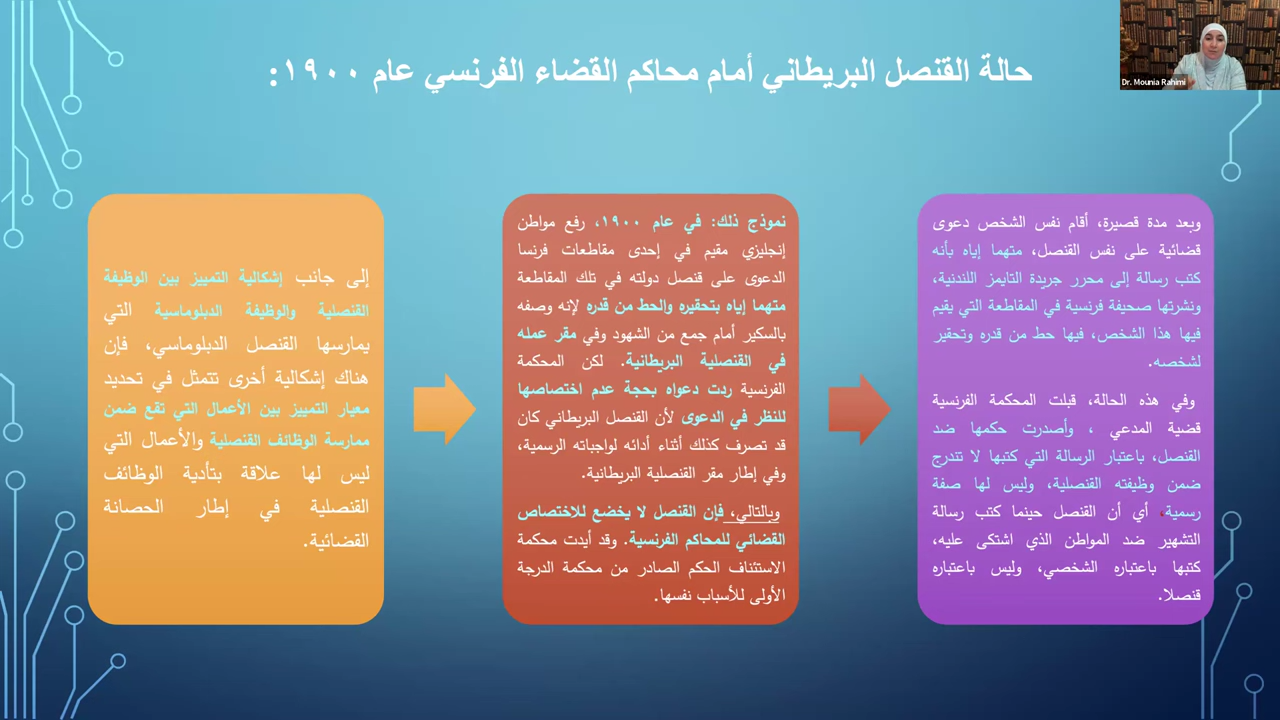 حالة القنصل البريطاني أمام محاكم القضاء الفرنسي عام ١٩٠٠ :
Dr. Mounia Rahimi
إلى جانب إشكالية التمييز بين الوظيفة
القنصلية والوظيفة الدبلوماسية التي
يمارسها القنصل الدبلوماسي، فإن
هناك إشكالية أخرى تتمثل في تحديد
معيار التمييز بين الأعمال التي تقع ضمن
ممارسة الوظائف القنصلية والأعمال التي
ليس لها علاقة بتأدية الوظائف
القنصلية في إطار الحصانة
القضائية.
نموذج ذلك: في عام ١٩٠٠، رفع مواطن
إنجليزي مقيم في إحدى مقاطعات فرنسا
الدعوى على قنصل دولته في تلك المقاطعة
متهما إياه بتحقيره والحط من قدره لإنه وصفه
بالسكير أمام جمع من الشهود وفي مقر عمله
في القنصلية البريطانية. لكن المحكمة
الفرنسية ردت دعواه بحجة عدم اختصاصها
للنظر في الدعوى لأن القنصل البريطاني كان
قد تصرف كذلك أثناء أدائه لواجباته الرسمية،
وفي إطار مقر القنصلية البريطانية.
وبالتالي، فإن القنصل لا يخضع للاختصاص
القضائي للمحاكم الفرنسية. وقد أيدت محكمة
الاستئناف الحكم الصادر من محكمة الدرجة
الأولى للأسباب نفسها.
وبعد مدة قصيرة، أقام نفس الشخص دعوى
قضائية على نفس القنصل، متهما إياه بأنه
كتب رسالة إلى محرر جريدة التايمز اللندنية،
ونشرتها صحيفة فرنسية في المقاطعة التي يقيم
فيها هذا الشخص، فيها حط من قدره وتحقير
لشخصه.
وفي هذه الحالة، قبلت المحكمة الفرنسية
قضية المدعي ، وأصدرت حكمها ضد
القنصل، باعتبار الرسالة التي كتبها لا تندرج
ضمن وظيفته القنصلية، وليس لها صفة
رسمية، أي أن القنصل حينما كتب رسالة
التشهير ضد المواطن الذي اشتكى عليه،
كتبها باعتباره الشخصي، وليس باعتباره
قنصلا.